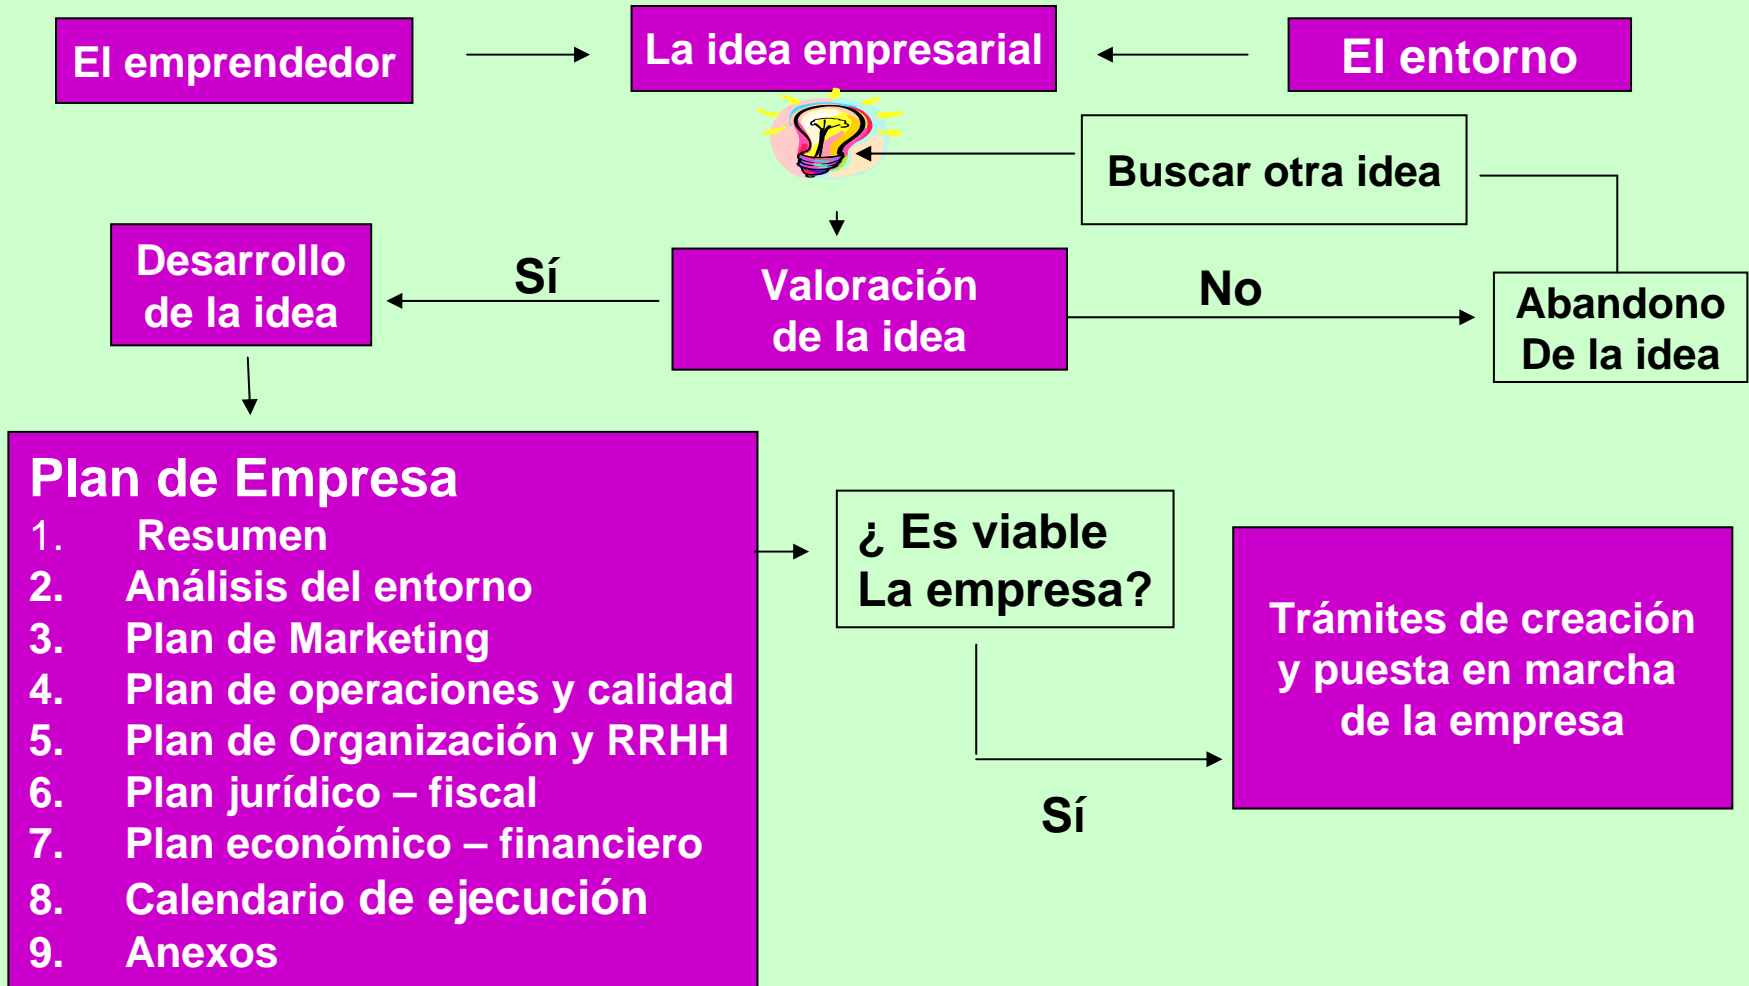 El emprendedor
La idea empresarial
El entorno
Buscar otra idea
Desarrollo
de la idea
Sí
Valoración
de la idea
No
Abandono
De la idea
Plan de Empresa
1. Resumen
2. Análisis del entorno
3. Plan de Marketing
4. Plan de operaciones y calidad
5. Plan de Organización y RRHH
6. Plan jurídico – fiscal
7. Plan económico – financiero
8. Calendario de ejecución
9. Anexos
¿ Es viable
La empresa?
Sí
Trámites de creación
y puesta en marcha
de la empresa